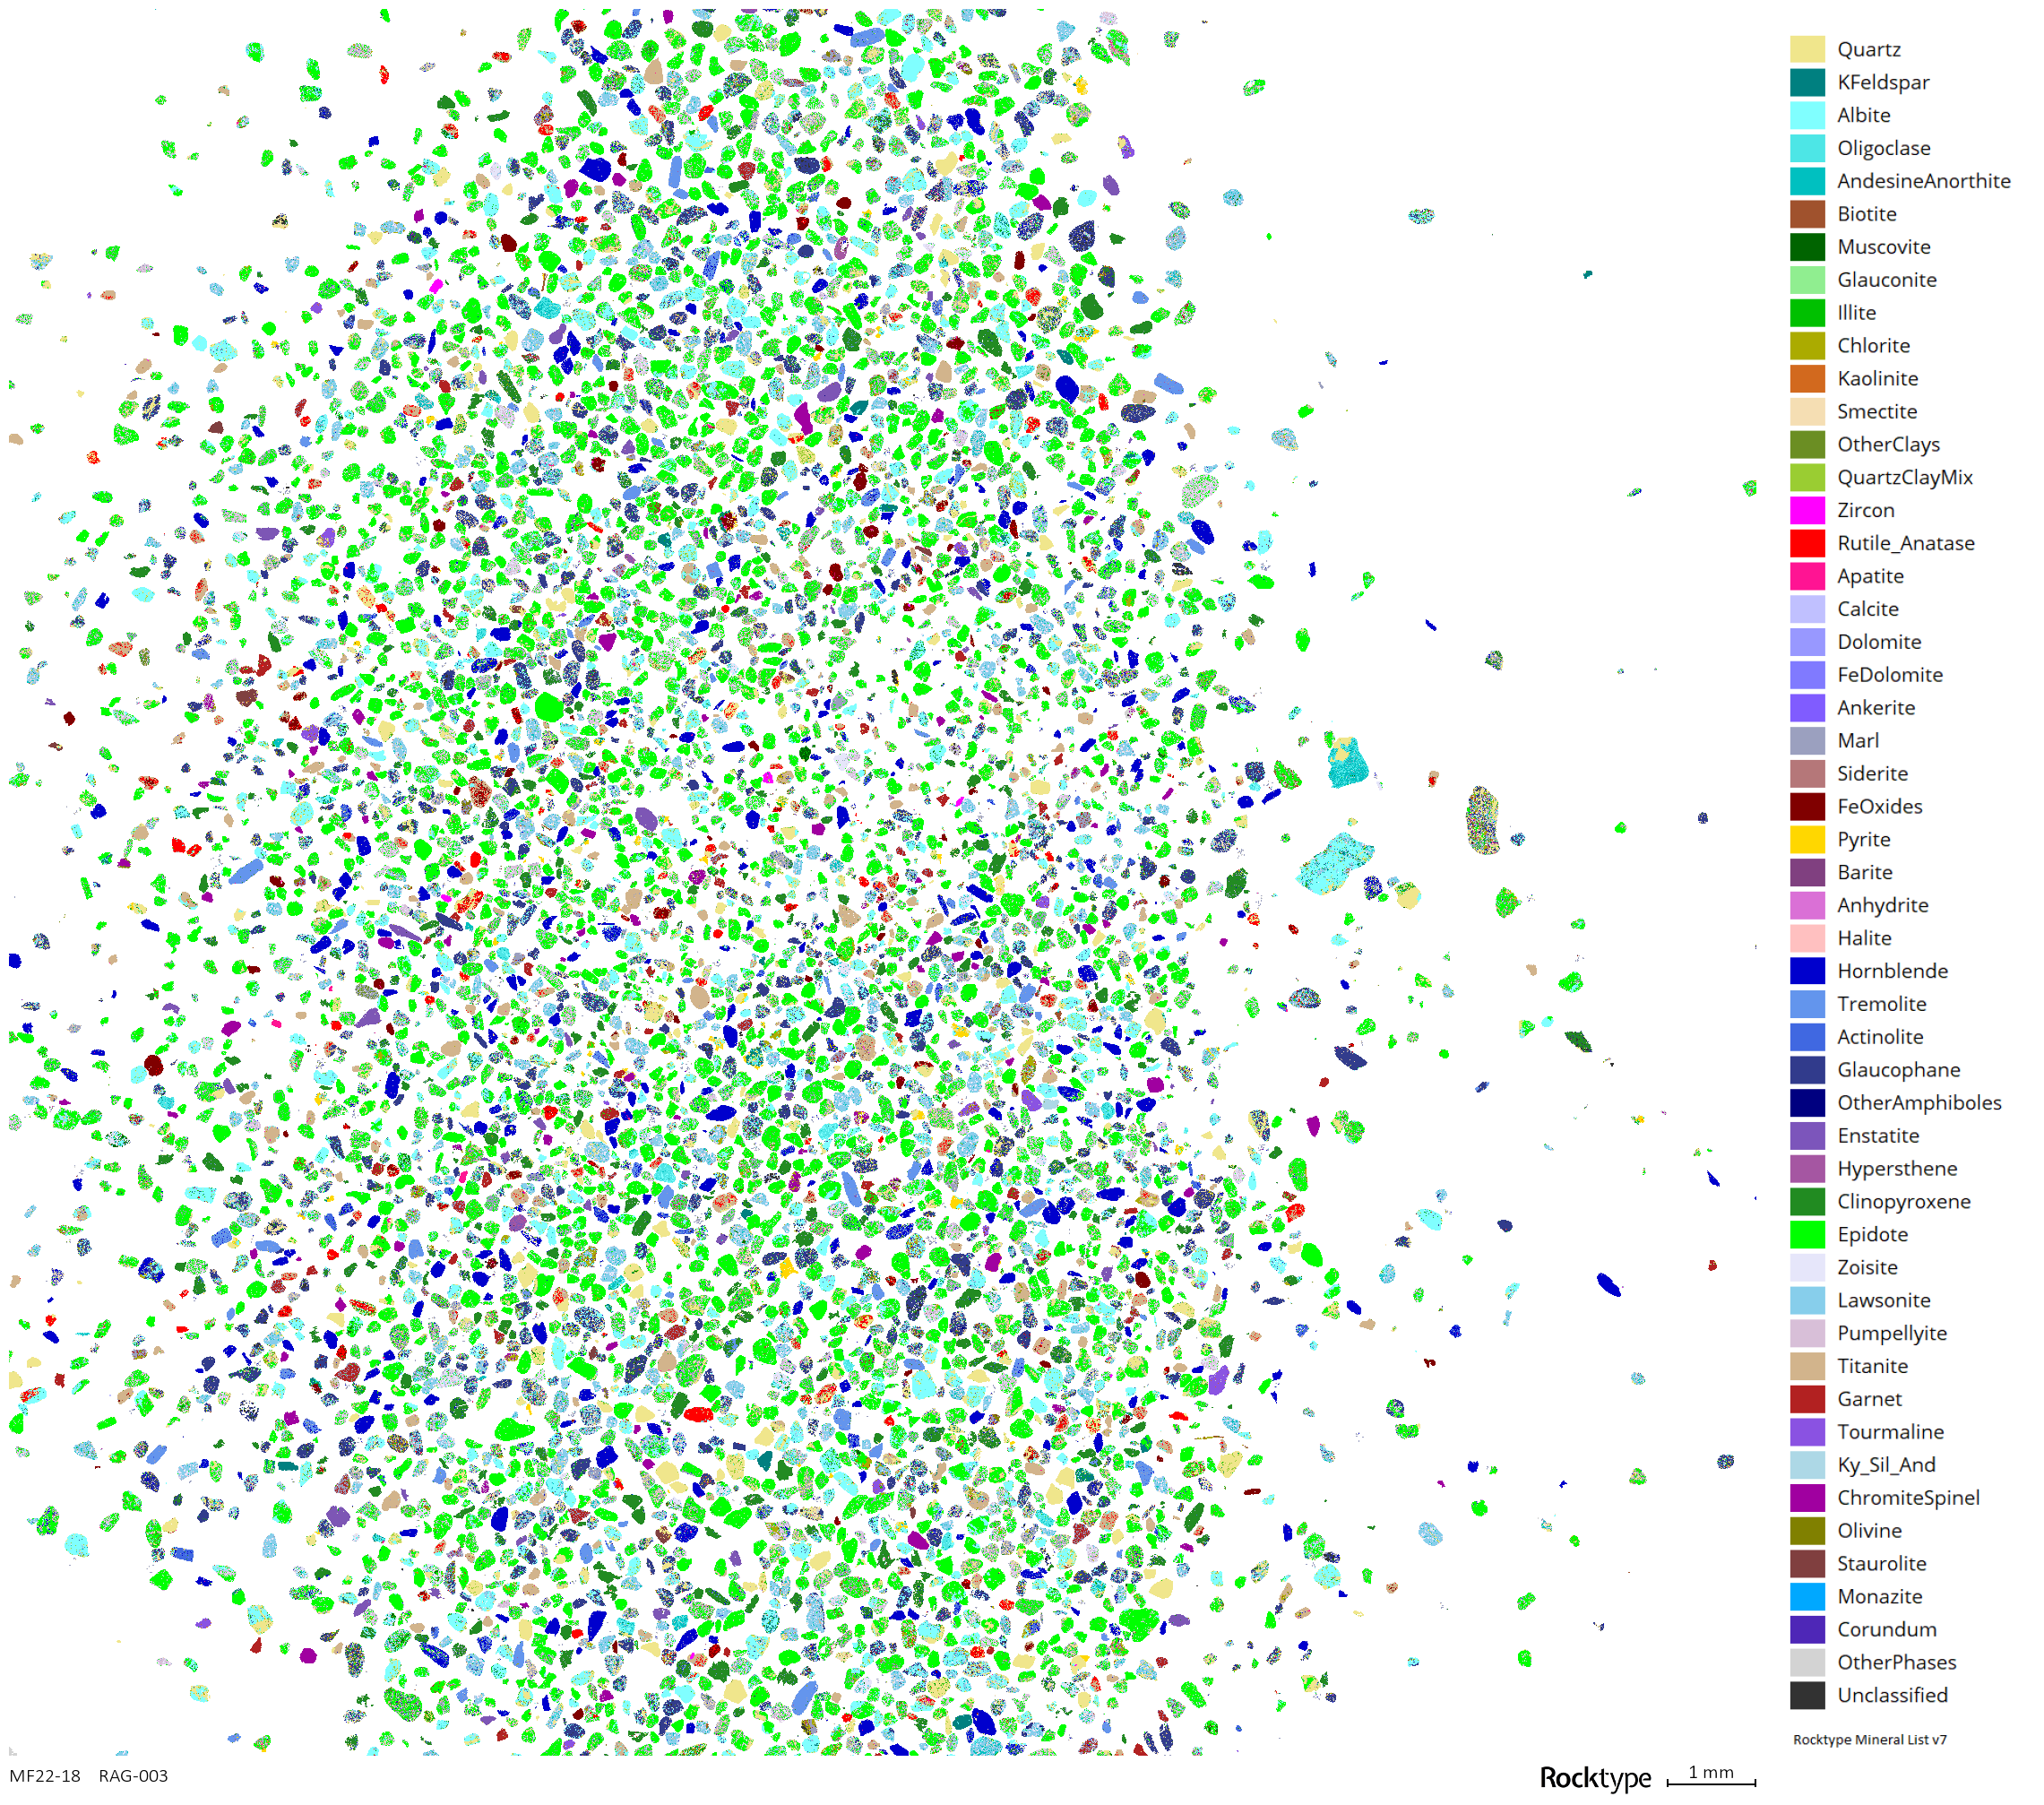 Quartz
KFeldspar
Albite
Oligoclase
AndesineAnorthite
Biotite
Muscovite
Glauconite
Illite
Chlorite
Kaolinite
Smectite
OtherClays
QuartzClayMix
Zircon
Rutile_Anatase
Apatite
Calcite
Dolomite
FeDolomite
Ankerite
Marl
Siderite
FeOxides
Pyrite
Barite
Anhydrite
Halite
Hornblende
Tremolite
Actinolite
Glaucophane
OtherAmphiboles
Enstatite
Hypersthene
Clinopyroxene
Epidote
Zoisite
Lawsonite
Pumpellyite
Titanite
Garnet
Tourmaline
Ky_Sil_And
ChromiteSpinel
Olivine
Staurolite
Monazite
Corundum
OtherPhases
Unclassified
Rocktype Mineral List v7
MF22-18 RAG-003
Rocktype 1 mm